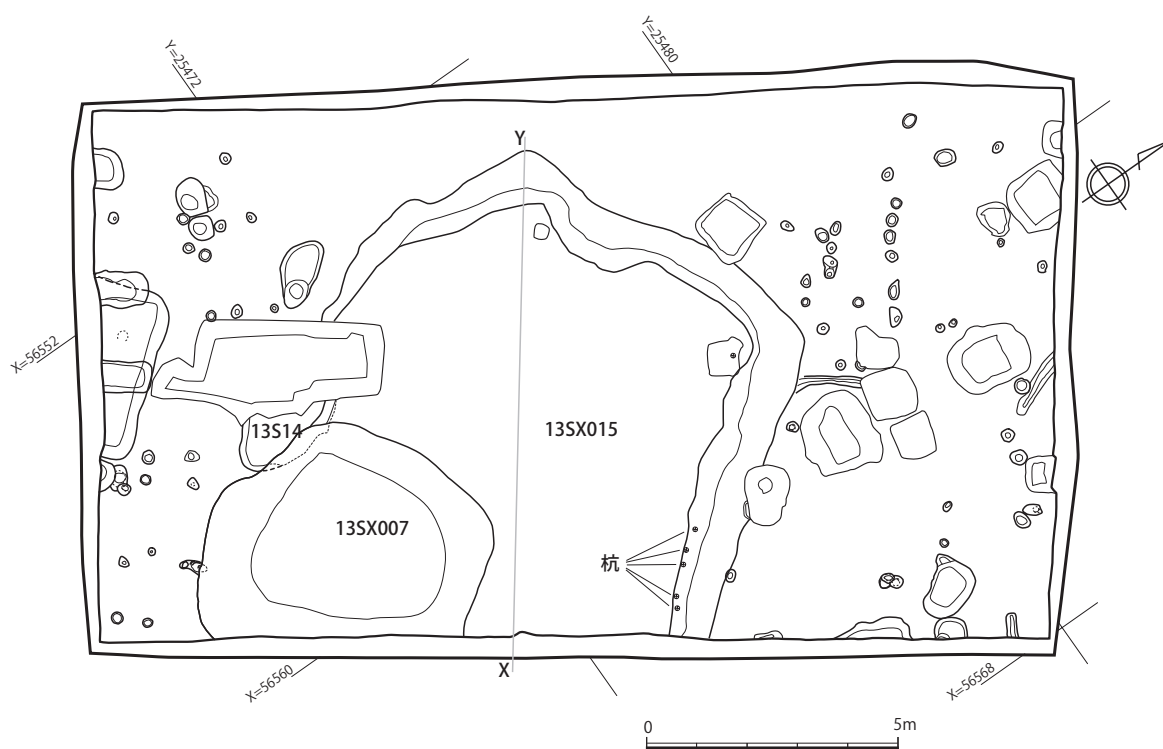 Y=25472
Y=25480
Y
X=56552
13S14
13SX015
13SX007
杭
X
X=56560
X=56568
0
5m